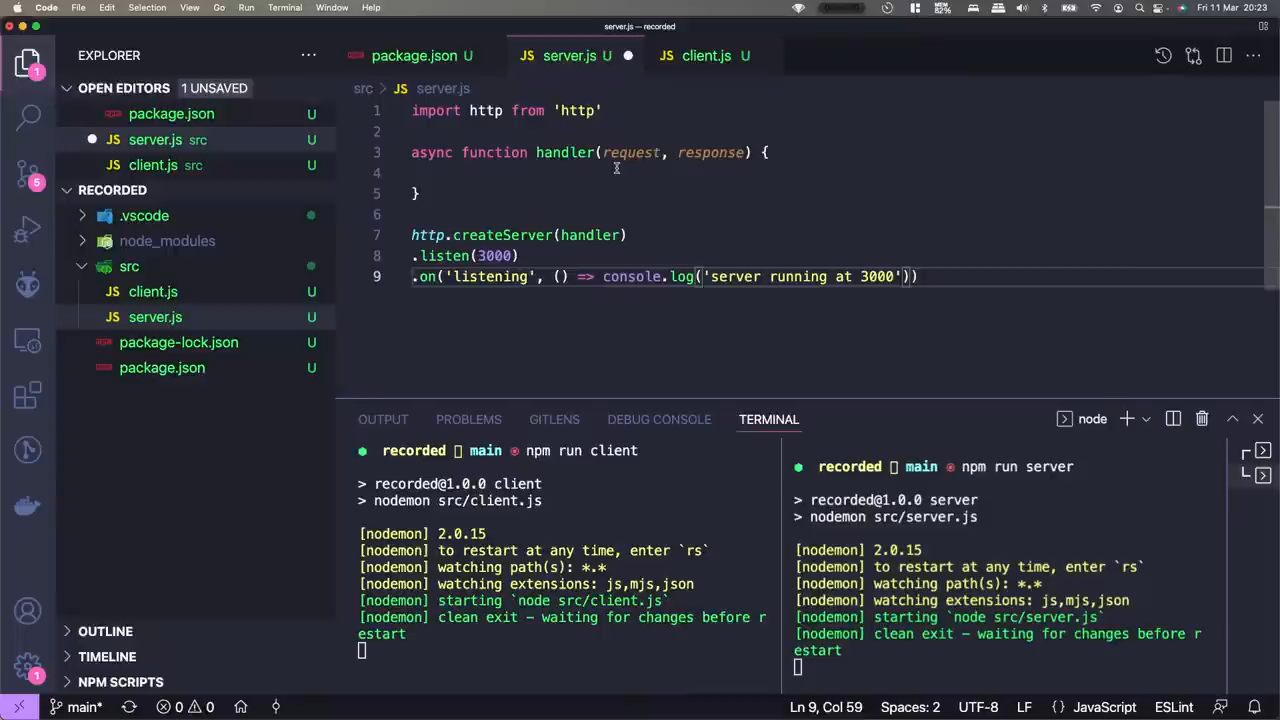 Code File Edit Selection View Go Run Terminal Window Help Fri 11 Mar 20:23
server.js — recorded
EXPLORER
OPEN EDITORS 1 UNSAVED
package.json U
server.js src U
client.js src U
RECORDED
.vscode
node_modules
src
client.js U
server.js U
package-lock.json U
package.json U
OUTLINE
TIMELINE
NPM SCRIPTS
1
5
1
package.json U JS server.js U JS client.js U
src > JS server.js
1 import http from 'http'
2
3 async function handler(request, response) {
4
5 }
6
7 http.createServer(handler)
8 .listen(3000)
9 .on('listening', () => console.log('server running at 3000'))
OUTPUT PROBLEMS GITLENS DEBUG CONSOLE TERMINAL node
recorded main npm run client
> recorded@1.0.0 client
> nodemon src/client.js
[nodemon] 2.0.15
[nodemon] to restart at any time, enter `rs`
[nodemon] watching path(s): *.*
[nodemon] watching extensions: js,mjs,json
[nodemon] starting `node src/client.js`
[nodemon] clean exit - waiting for changes before r
estart
recorded main npm run server
> recorded@1.0.0 server
> nodemon src/server.js
[nodemon] 2.0.15
[nodemon] to restart at any time, enter `rs`
[nodemon] watching path(s): *.*
[nodemon] watching extensions: js,mjs,json
[nodemon] starting `node src/server.js`
[nodemon] clean exit - waiting for changes before r
estart
main* 0 0 Ln 9, Col 59 Spaces: 2 UTF-8 LF {} JavaScript ESLint